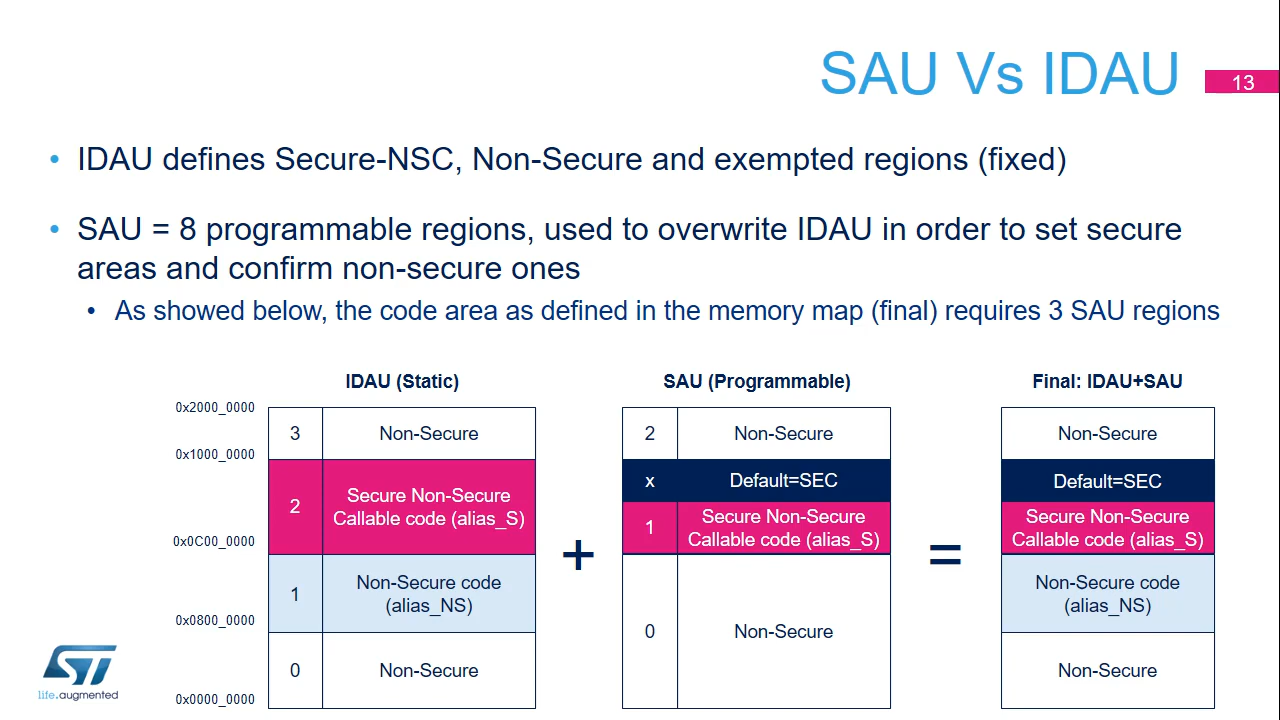 SAU Vs IDAU
13
• IDAU defines Secure-NSC, Non-Secure and exempted regions (fixed)
• SAU = 8 programmable regions, used to overwrite IDAU in order to set secure
areas and confirm non-secure ones
• As showed below, the code area as defined in the memory map (final) requires 3 SAU regions
IDAU (Static)
0x2000_0000
3 Non-Secure
0x1000_0000
2 Secure Non-Secure
Callable code (alias_S)
0x0C00_0000
1 Non-Secure code
(alias_NS)
0x0800_0000
0 Non-Secure
0x0000_0000
+
SAU (Programmable)
2 Non-Secure
x Default=SEC
1 Secure Non-Secure
Callable code (alias_S)
0 Non-Secure
=
Final: IDAU+SAU
Non-Secure
Default=SEC
Secure Non-Secure
Callable code (alias_S)
Non-Secure code
(alias_NS)
Non-Secure
ST
life.augmented